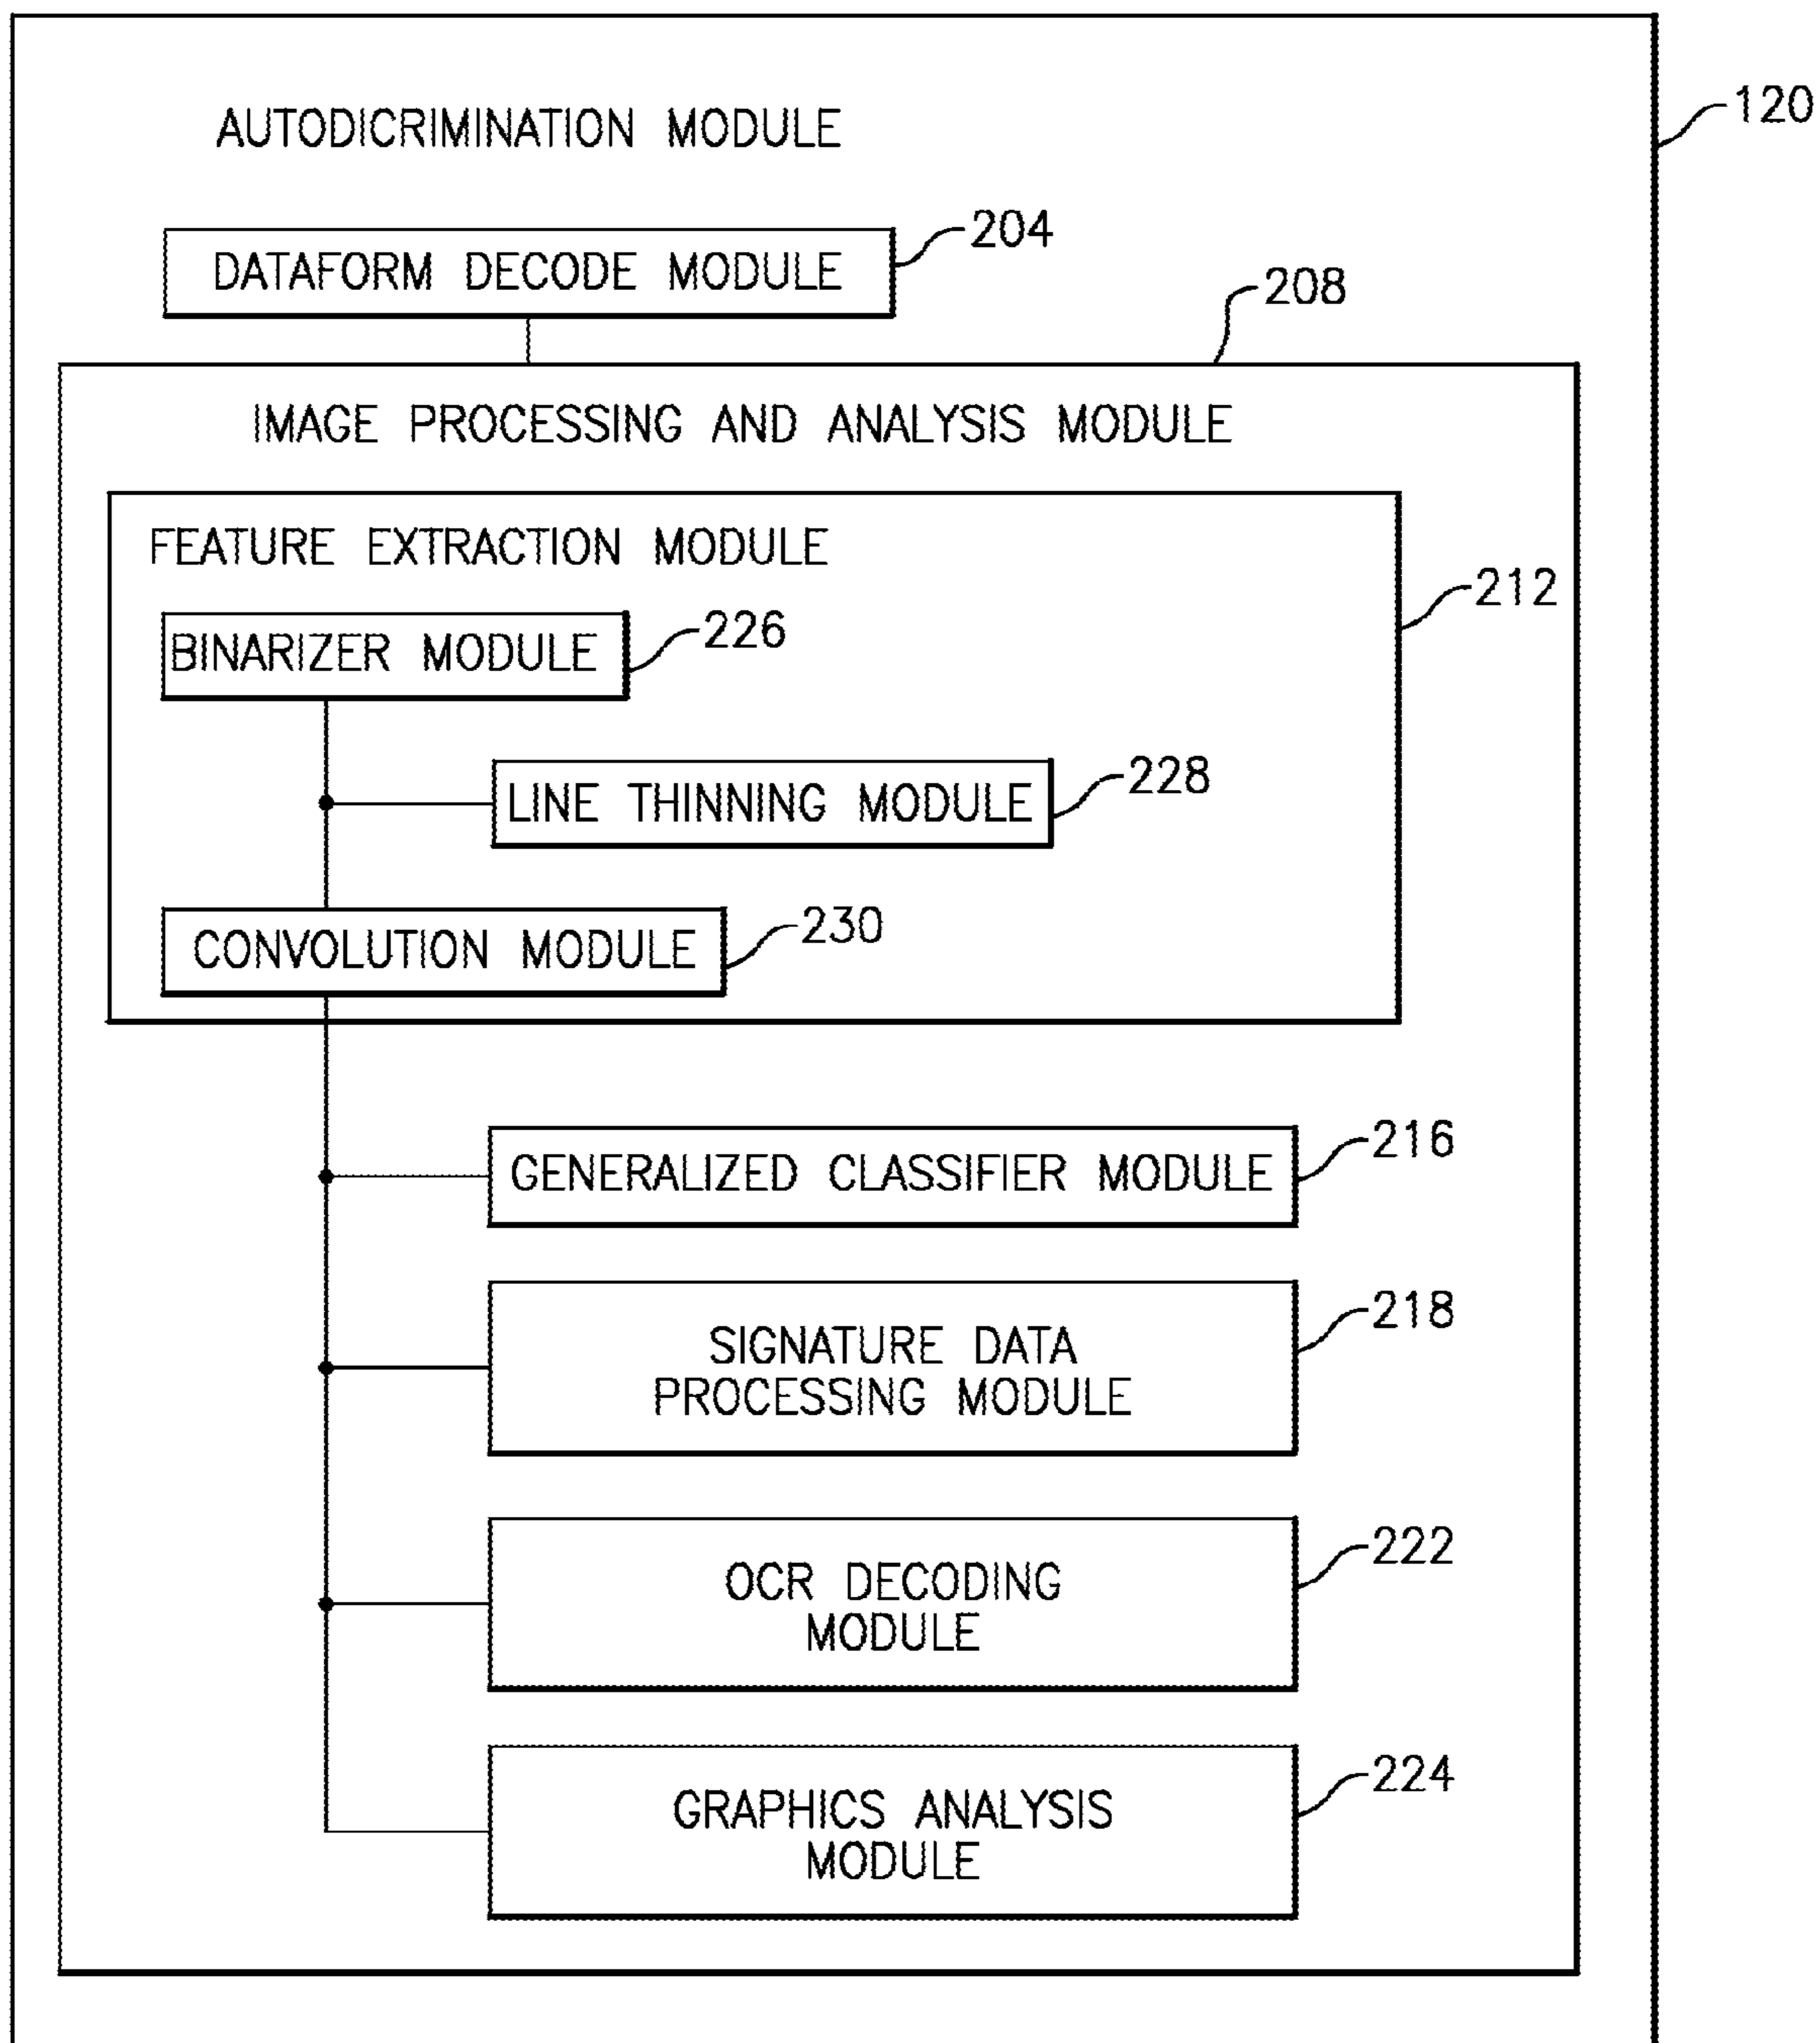 AUTODICRIMINATION MODULE
120
DATAFORM DECODE MODULE
204
208
IMAGE PROCESSING AND ANALYSIS MODULE
FEATURE EXTRACTION MODULE
212
BINARIZER MODULE
226
LINE THINNING MODULE
228
CONVOLUTION MODULE
230
GENERALIZED CLASSIFIER MODULE
216
SIGNATURE DATA
PROCESSING MODULE
218
OCR DECODING
MODULE
222
GRAPHICS ANALYSIS
MODULE
224